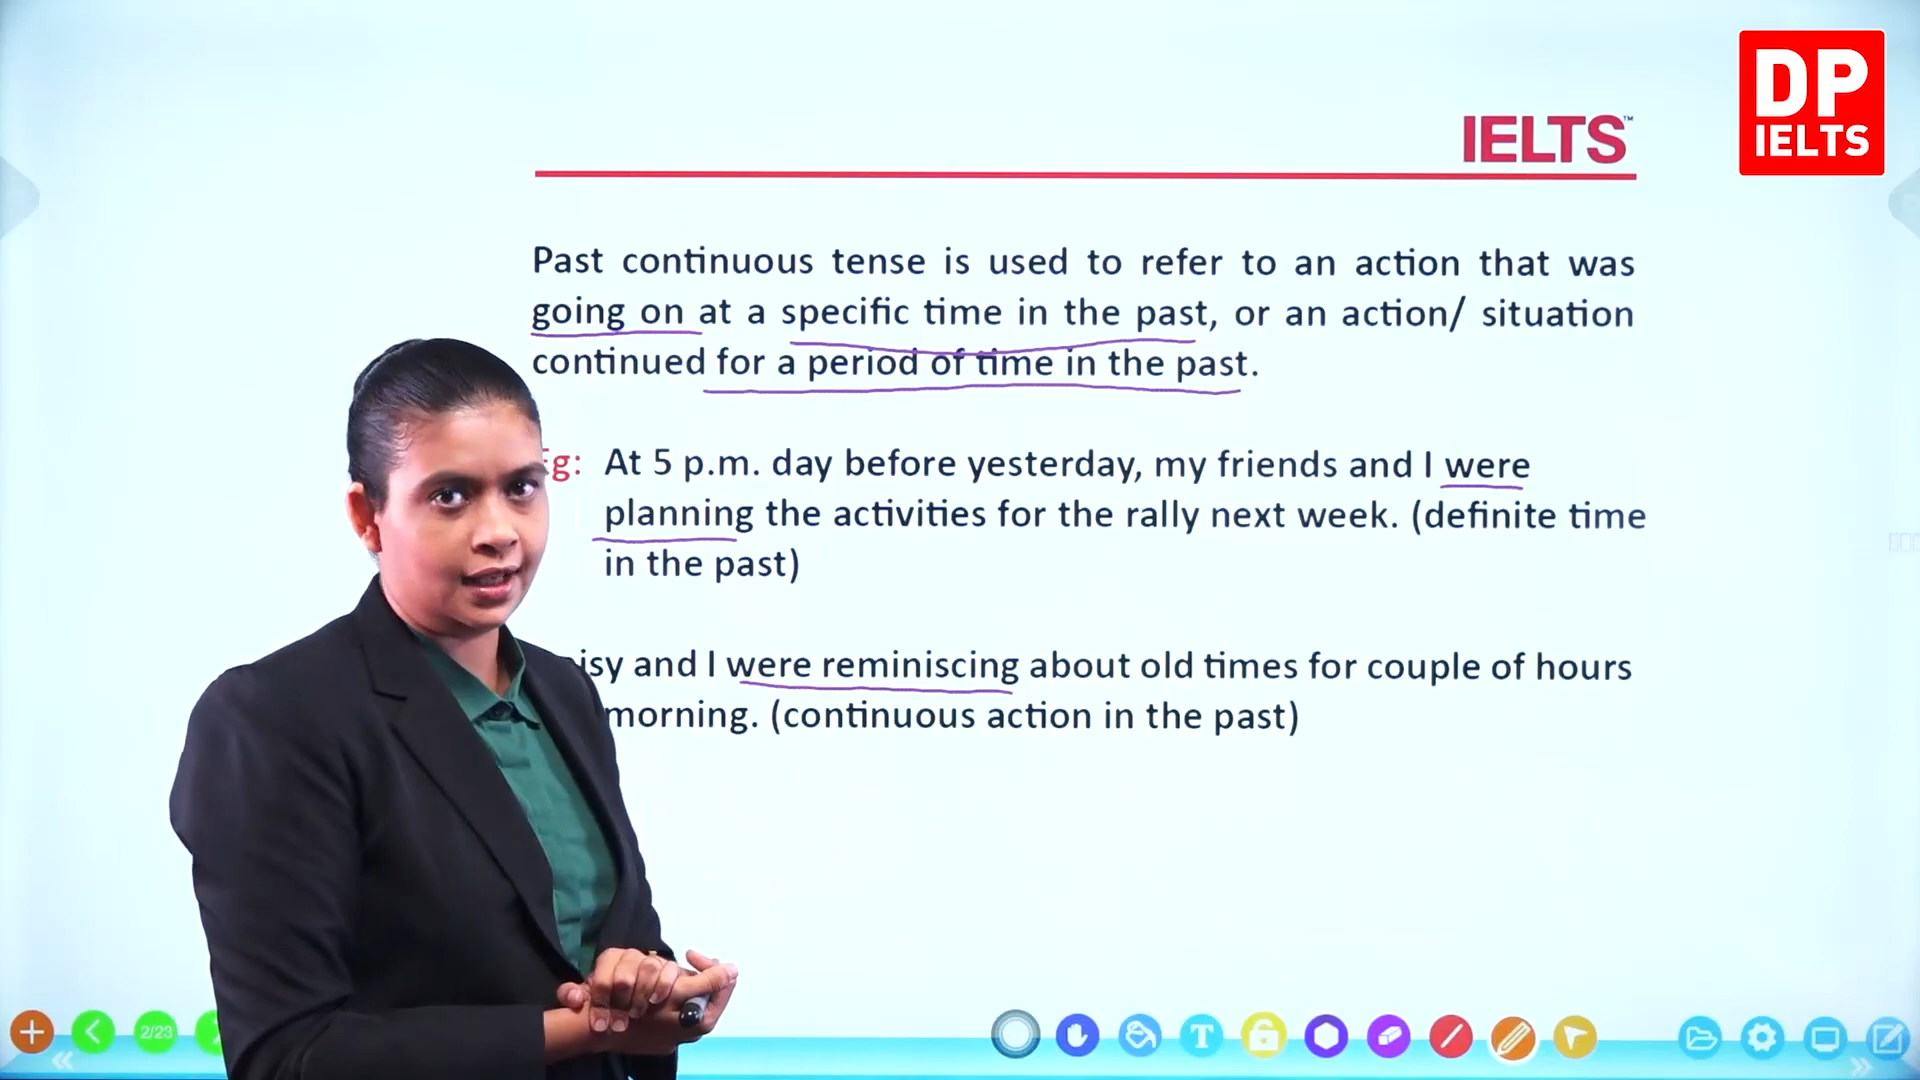 DP
IELTS
IELTS™
Past continuous tense is used to refer to an action that was
going on at a specific time in the past, or an action/ situation
continued for a period of time in the past.
Eg: At 5 p.m. day before yesterday, my friends and I were
planning the activities for the rally next week. (definite time
in the past)
and I were reminiscing about old times for couple of hours
morning. (continuous action in the past)
2/23
T